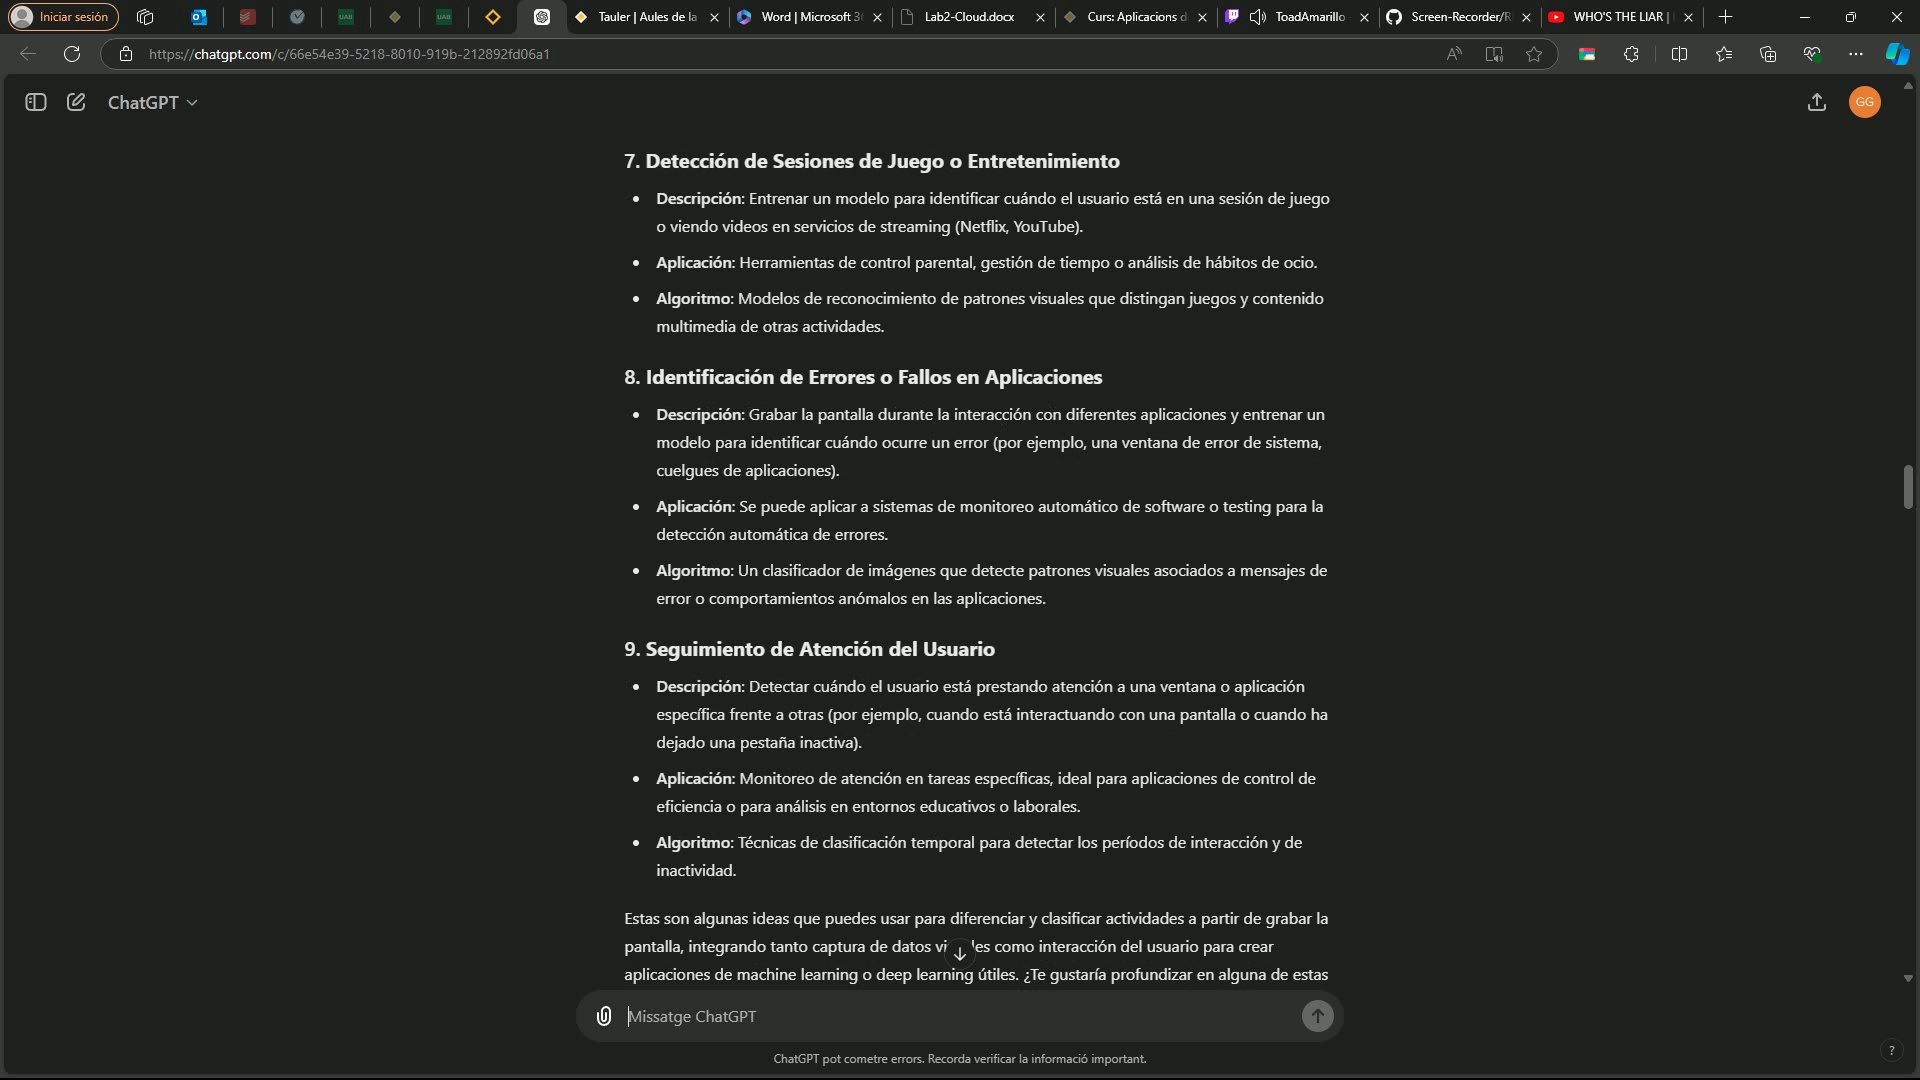 Iniciar sesión
UAB
UAB
Tauler | Aules de la
Word | Microsoft 3
Lab2-Cloud.docx
Curs: Aplicacions d
ToadAmarillo
Screen-Recorder/R
WHO'S THE LIAR |
https://chatgpt.com/c/66e54e39-5218-8010-919b-212892fd06a1
ChatGPT
GG
7. Detección de Sesiones de Juego o Entretenimiento
• Descripción: Entrenar un modelo para identificar cuándo el usuario está en una sesión de juego
o viendo videos en servicios de streaming (Netflix, YouTube).
• Aplicación: Herramientas de control parental, gestión de tiempo o análisis de hábitos de ocio.
• Algoritmo: Modelos de reconocimiento de patrones visuales que distingan juegos y contenido
multimedia de otras actividades.
8. Identificación de Errores o Fallos en Aplicaciones
• Descripción: Grabar la pantalla durante la interacción con diferentes aplicaciones y entrenar un
modelo para identificar cuándo ocurre un error (por ejemplo, una ventana de error de sistema,
cuelgues de aplicaciones).
• Aplicación: Se puede aplicar a sistemas de monitoreo automático de software o testing para la
detección automática de errores.
• Algoritmo: Un clasificador de imágenes que detecte patrones visuales asociados a mensajes de
error o comportamientos anómalos en las aplicaciones.
9. Seguimiento de Atención del Usuario
• Descripción: Detectar cuándo el usuario está prestando atención a una ventana o aplicación
específica frente a otras (por ejemplo, cuando está interactuando con una pantalla o cuando ha
dejado una pestaña inactiva).
• Aplicación: Monitoreo de atención en tareas específicas, ideal para aplicaciones de control de
eficiencia o para análisis en entornos educativos o laborales.
• Algoritmo: Técnicas de clasificación temporal para detectar los períodos de interacción y de
inactividad.
Estas son algunas ideas que puedes usar para diferenciar y clasificar actividades a partir de grabar la
pantalla, integrando tanto captura de datos vi les como interacción del usuario para crear
aplicaciones de machine learning o deep learning útiles. ¿Te gustaría profundizar en alguna de estas
Missatge ChatGPT
ChatGPT pot cometre errors. Recorda verificar la informació important.
?